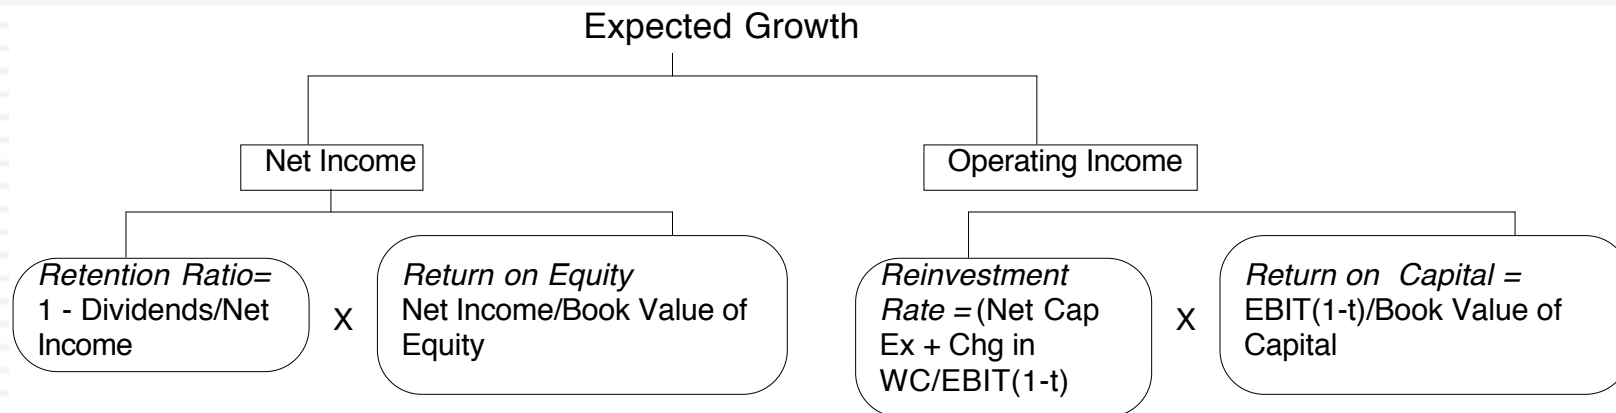 Expected Growth
Net Income
Operating Income
Retention Ratio=
1 - Dividends/Net
Income
X
Return on Equity
Net Income/Book Value of
Equity
Reinvestment
Rate = (Net Cap
Ex + Chg in
WC/EBIT(1-t)
X
Return on Capital =
EBIT(1-t)/Book Value of
Capital